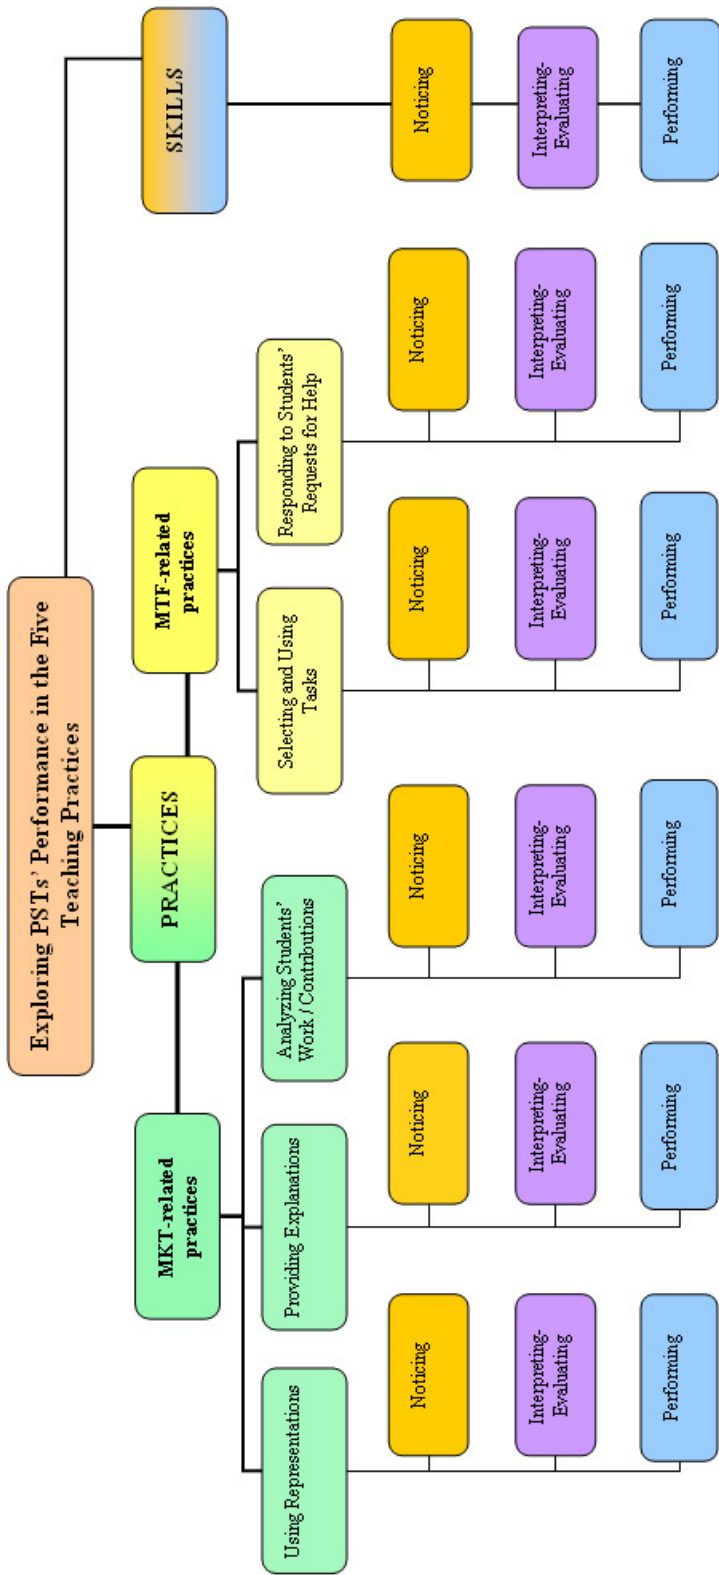 Exploring PSTs' Performance in the Five
Teaching Practices
PRACTICES
SKILLS
MKT-related
practices
MTF-related
practices
Using Representations
Providing Explanations
Analyzing Students'
Work / Contributions
Selecting and Using
Tasks
Responding to Students'
Requests for Help
Noticing
Interpreting-
Evaluating
Performing
Noticing
Interpreting-
Evaluating
Performing
Noticing
Interpreting-
Evaluating
Performing
Noticing
Interpreting-
Evaluating
Performing
Noticing
Interpreting-
Evaluating
Performing
Noticing
Interpreting-
Evaluating
Performing